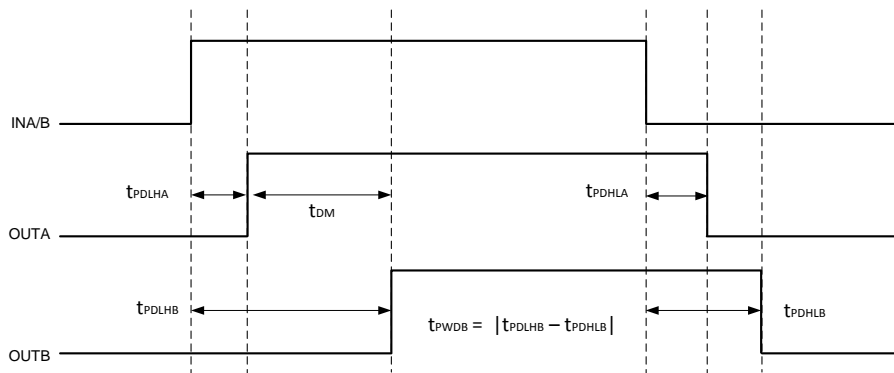 INA/B
tPDLHA
tDM
tPDHLA
OUTA
tPDLHB
tPWDB = |tPDLHB – tPDHLB|
tPDHLB
OUTB